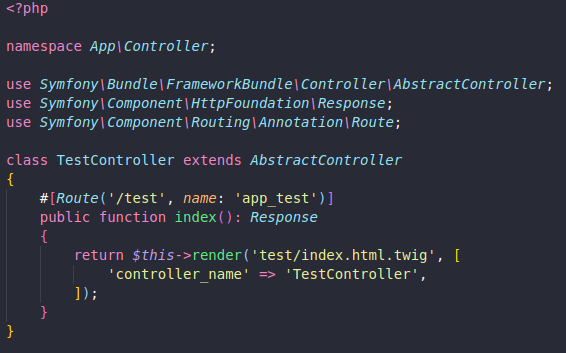 <?php
namespace App\Controller;
use Symfony\Bundle\FrameworkBundle\Controller\AbstractController;
use Symfony\Component\HttpFoundation\Response;
use Symfony\Component\Routing\Annotation\Route;
class TestController extends AbstractController
{
    #[Route('/test', name: 'app_test')]
    public function index(): Response
    {
        return $this->render('test/index.html.twig', [
            'controller_name' => 'TestController',
        ]);
    }
}